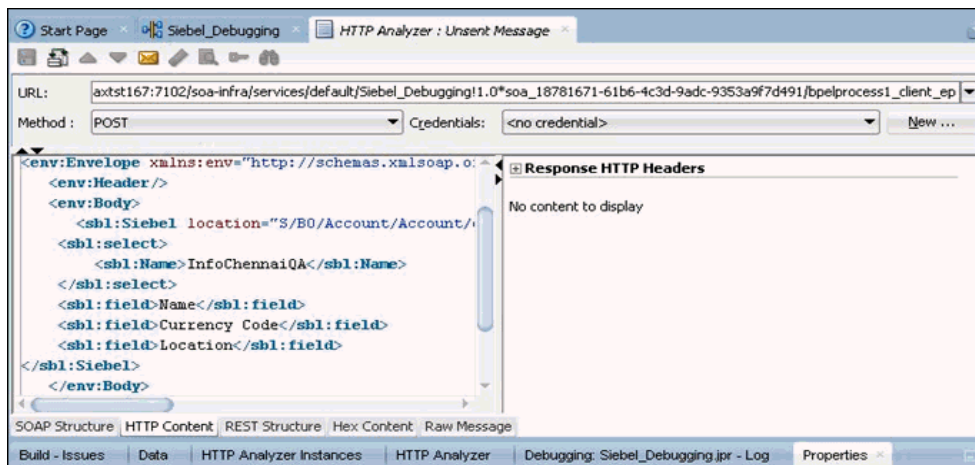 Start Page Siebel_Debugging HTTP Analyzer : Unsent Message
URL: axtst167:7102/soa-infra/services/default/Siebel_Debugging!1.0*soa_18781671-61b6-4c3d-9adc-9353a9f7d491/bpelprocess1_client_ep
Method : POST Credentials: <no credential> New ...
<env:Envelope xmlns:env="http://schemas.xmlsoap.o
<env:Header/>
<env:Body>
<sbl:Siebel location="S/BO/Account/Account/
<sbl:select>
<sbl:Name>InfoChennaiQA</sbl:Name>
</sbl:select>
<sbl:field>Name</sbl:field>
<sbl:field>Currency Code</sbl:field>
<sbl:field>Location</sbl:field>
</sbl:Siebel>
</env:Body>
Response HTTP Headers
No content to display
SOAP Structure HTTP Content REST Structure Hex Content Raw Message
Build - Issues Data HTTP Analyzer Instances HTTP Analyzer Debugging: Siebel_Debugging.jpr - Log Properties